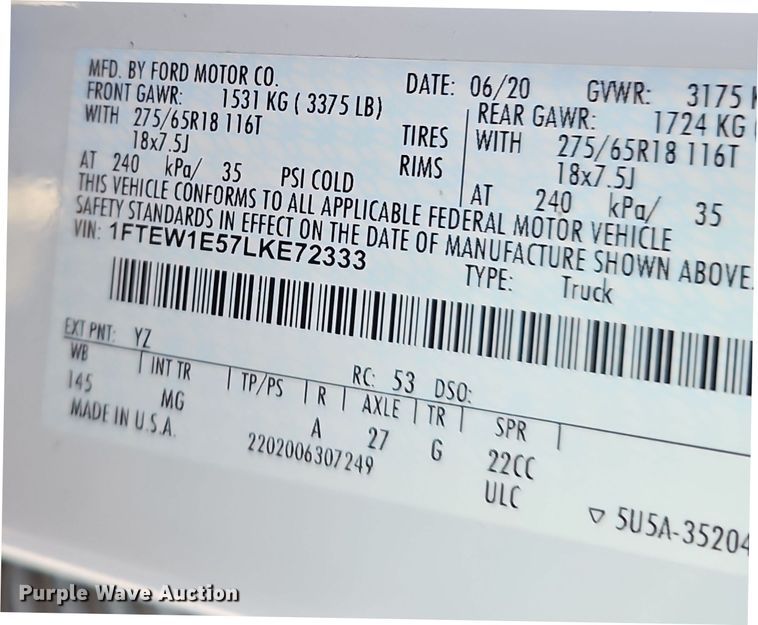 MFD. BY FORD MOTOR CO. DATE: 06/20 GVWR: 3175 K
FRONT GAWR: 1531 KG ( 3375 LB) REAR GAWR: 1724 KG (
WITH 275/65R18 116T TIRES WITH 275/65R18 116T
18x7.5J RIMS 18x7.5J
AT 240 kPa/ 35 PSI COLD AT 240 kPa/ 35
THIS VEHICLE CONFORMS TO ALL APPLICABLE FEDERAL MOTOR VEHICLE
SAFETY STANDARDS IN EFFECT ON THE DATE OF MANUFACTURE SHOWN ABOVE.
VIN: 1FTEW1E57LKE72333 TYPE: Truck
EXT PNT: YZ RC: 53 DSO:
WB INT TR TP/PS R AXLE TR SPR
145 MG A 27 G 22CC
MADE IN U.S.A. 2202006307249 ULC
▽ 5U5A-35204
Purple Wave Auction